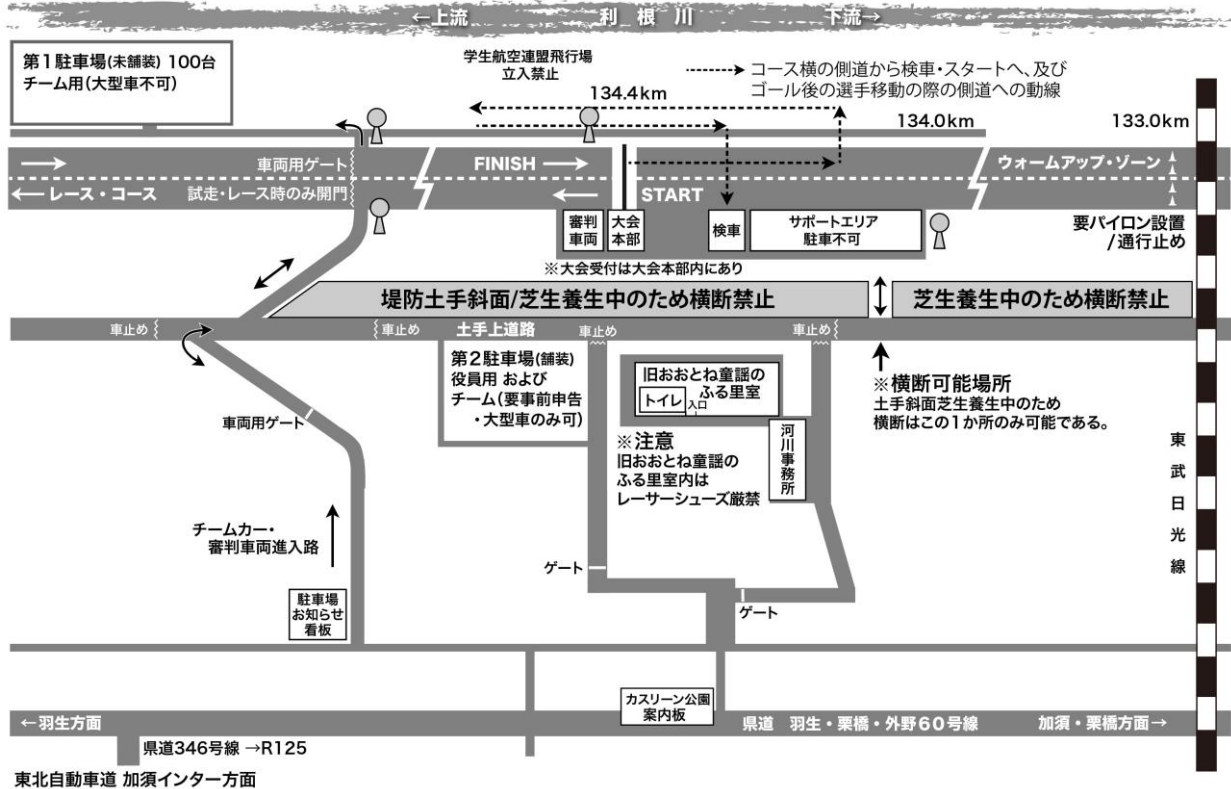 ←上流 利根川 下流→
第1駐車場(未舗装) 100台
チーム用(大型車不可)
学生航空連盟飛行場
立入禁止
コース横の側道から検車・スタートへ、及び
ゴール後の選手移動の際の側道への動線
134.4km
134.0km
133.0km
車両用ゲート
FINISH
ウォームアップ・ゾーン
レース・コース
試走・レース時のみ開門
START
審判
車両
大会
本部
検車
サポートエリア
駐車不可
要パイロン設置
/通行止め
※大会受付は大会本部内にあり
堤防土手斜面/芝生養生中のため横断禁止
芝生養生中のため横断禁止
車止め
車止め
土手上道路
車止め
車止め
第2駐車場(舗装)
役員用 および
チーム(要事前申告
・大型車のみ可)
旧おおとね童謡の
ふる里室
トイレ
入口
※横断可能場所
土手斜面芝生養生中のため
横断はこの1か所のみ可能である。
車両用ゲート
※注意
旧おおとね童謡の
ふる里室内は
レーサーシューズ厳禁
河川事務所
東武日光線
チームカー・
審判車両進入路
ゲート
ゲート
駐車場
お知らせ
看板
カスリーン公園
案内板
←羽生方面
県道 羽生・栗橋・外野60号線
加須・栗橋方面→
県道346号線 →R125
東北自動車道 加須インター方面